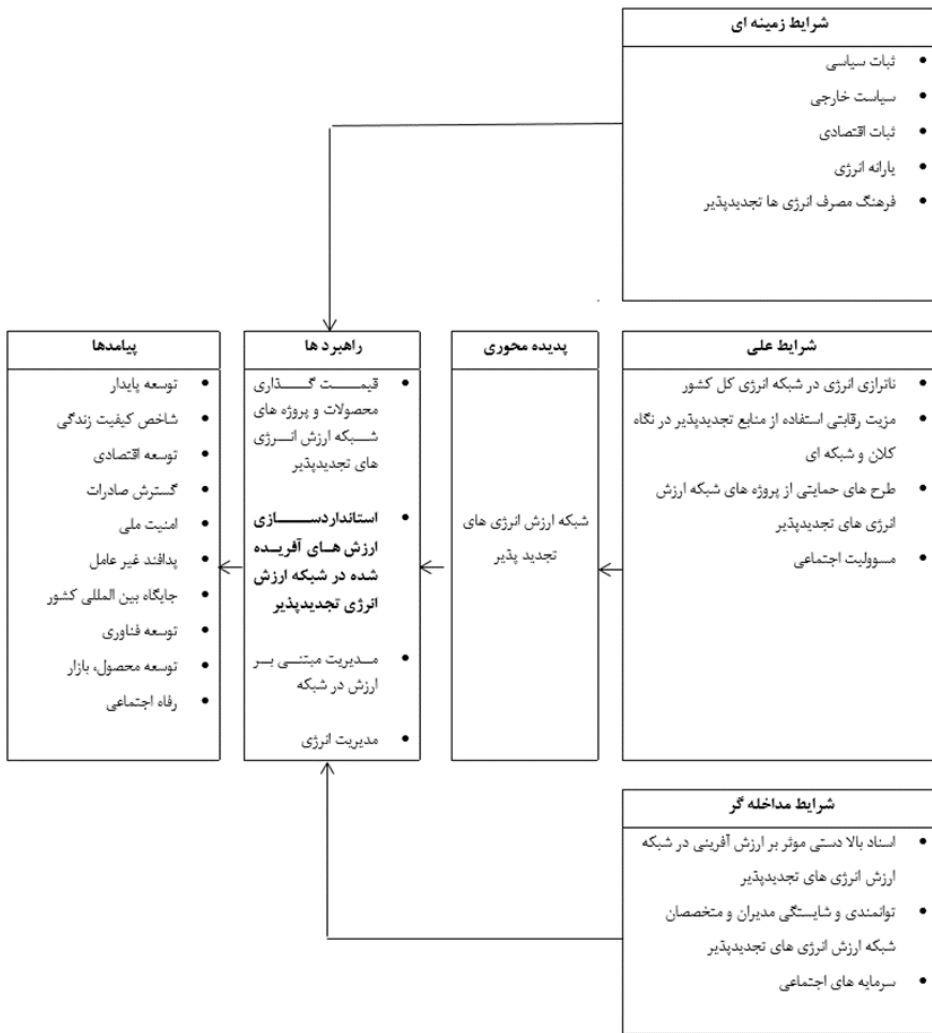 شرایط زمینه ای
ثبات سیاسی
سیاست خارجی
ثبات اقتصادی
یارانه انرژی
فرهنگ مصرف انرژی ها تجدیدپذیر
شرایط علی
ناترازی انرژی در شبکه انرژی کل کشور
مزیت رقابتی استفاده از منابع تجدیدپذیر در نگاه
کلان و شبکه ای
طرح های حمایتی از پروژه های شبکه ارزش
انرژی های تجدیدپذیر
مسوولیت اجتماعی
پدیده محوری
شبکه ارزش انرژی های
تجدید پذیر
راهبرد ها
قیمت گذاری
محصولات و پروژه های
شبکه ارزش انرژی
های تجدیدپذیر
استانداردسازی
ارزش های آفریده
شده در شبکه ارزش
انرژی تجدیدپذیر
مدیریت مبتنی بر
ارزش در شبکه
مدیریت انرژی
پیامدها
توسعه پایدار
شاخص کیفیت زندگی
توسعه اقتصادی
گسترش صادرات
امنیت ملی
پدافند غیر عامل
جایگاه بین المللی کشور
توسعه فناوری
توسعه محصول، بازار
رفاه اجتماعی
شرایط مداخله گر
اسناد بالا دستی موثر بر ارزش آفرینی در شبکه
ارزش انرژی های تجدیدپذیر
توانمندی و شایستگی مدیران و متخصصان
شبکه ارزش انرژی های تجدیدپذیر
سرمایه های اجتماعی